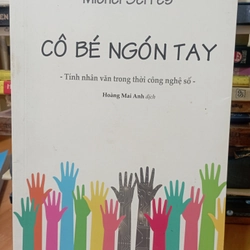 Michel Serres
CÔ BÉ NGÓN TAY
- Tinh nhân văn trong thời công nghệ số -
Hoàng Mai Anh dịch